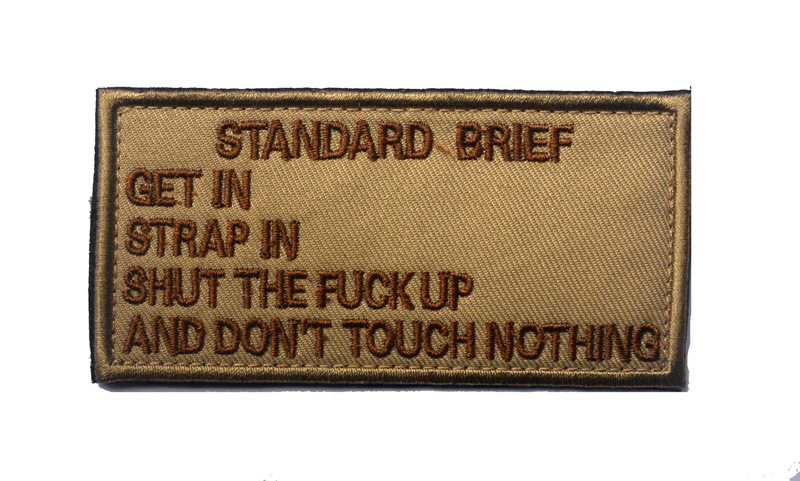 STANDARD BRIEF
GET IN
STRAP IN
SHUT THE FUCK UP
AND DON'T TOUCH NOTHING